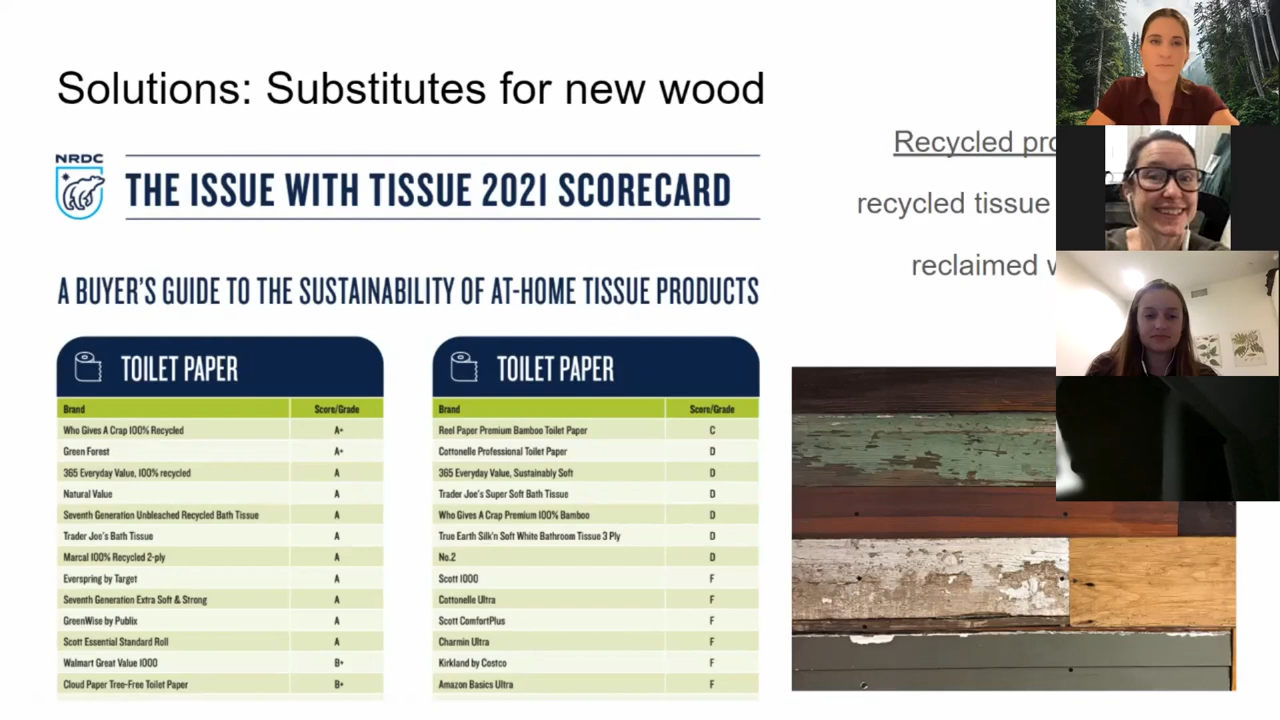 Solutions: Substitutes for new wood
NRDC
THE ISSUE WITH TISSUE 2021 SCORECARD
A BUYER'S GUIDE TO THE SUSTAINABILITY OF AT-HOME TISSUE PRODUCTS
TOILET PAPER
Brand Score/Grade
Who Gives A Crap 100% Recycled A+
Green Forest A+
365 Everyday Value, 100% recycled A
Natural Value A
Seventh Generation Unbleached Recycled Bath Tissue A
Trader Joe's Bath Tissue A
Marcal 100% Recycled 2-ply A
Everspring by Target A
Seventh Generation Extra Soft & Strong A
GreenWise by Publix A
Scott Essential Standard Roll A
Walmart Great Value 1000 B+
Cloud Paper Tree-Free Toilet Paper B+
TOILET PAPER
Brand Score/Grade
Reel Paper Premium Bamboo Toilet Paper C
Cottonelle Professional Toilet Paper D
365 Everyday Value, Sustainably Soft D
Trader Joe's Super Soft Bath Tissue D
Who Gives A Crap Premium 100% Bamboo D
True Earth Silk'n Soft White Bathroom Tissue 3 Ply D
No.2 D
Scott 1000 F
Cottonelle Ultra F
Scott ComfortPlus F
Charmin Ultra F
Kirkland by Costco F
Amazon Basics Ultra F
Recycled
recycled tissue
reclaimed